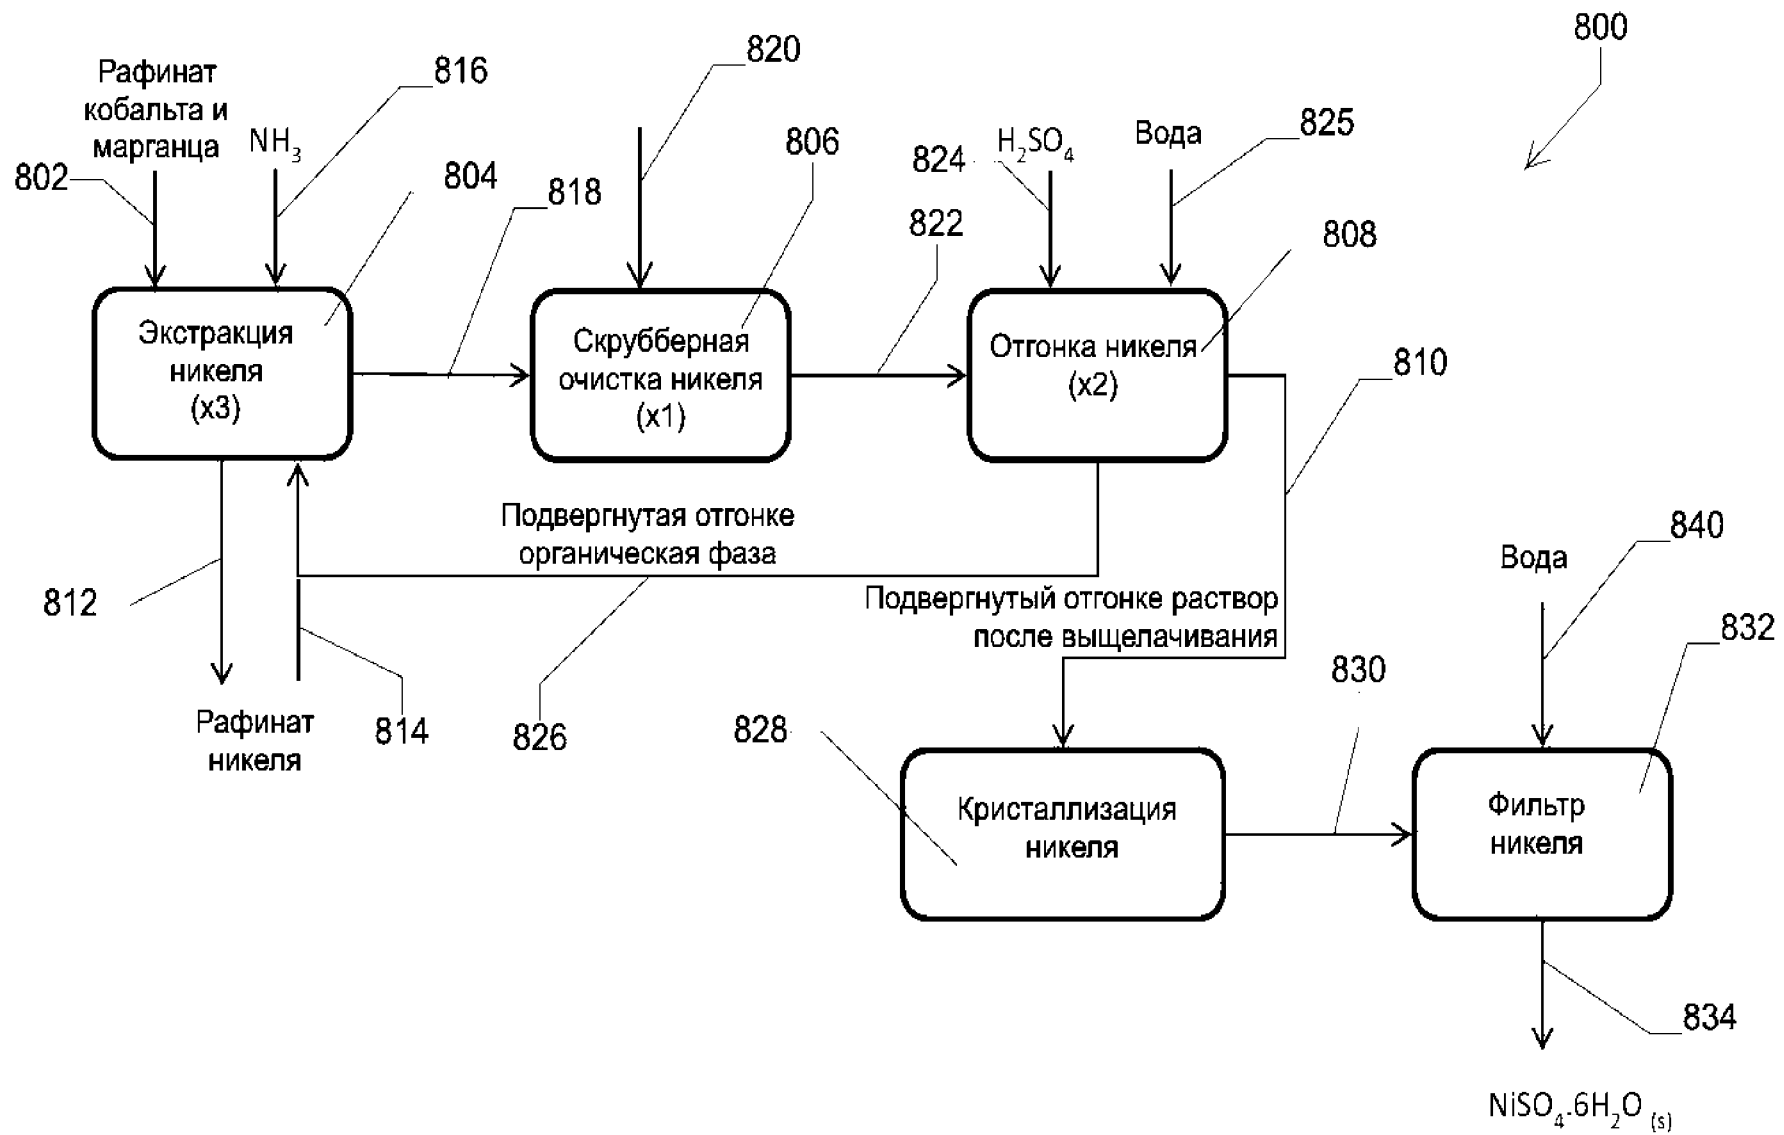 800
820
816
Рафинат
кобальта и
марганца
NH3
802
804
818
806
822
H2SO4
824
Вода
825
808
Экстракция
никеля
(x3)
Скрубберная
очистка никеля
(x1)
Отгонка никеля
(x2)
810
Подвергнутая отгонке
органическая фаза
812
Подвергнутый отгонке раствор
после выщелачивания
Вода
840
832
830
Рафинат
никеля
814
826
828
Кристаллизация
никеля
Фильтр
никеля
834
NiSO4.6H2O (s)